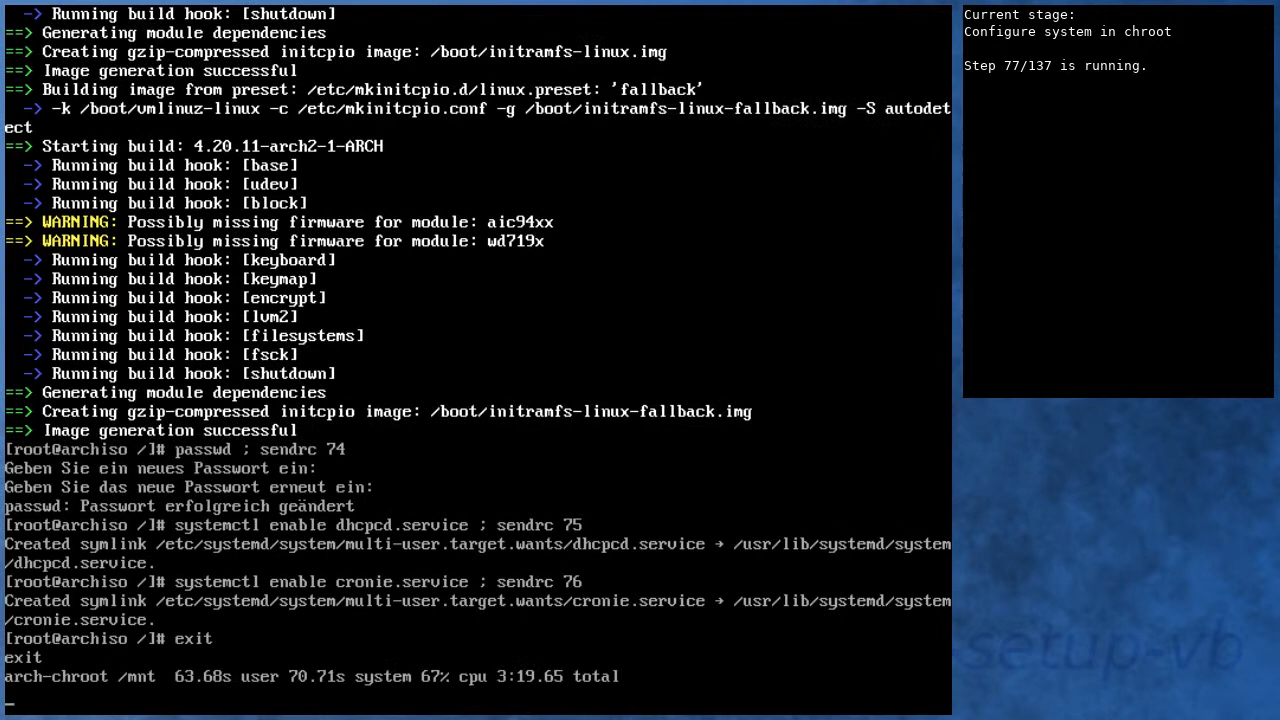 -> Running build hook: [shutdown]
==> Generating module dependencies
==> Creating gzip-compressed initcpio image: /boot/initramfs-linux.img
==> Image generation successful
==> Building image from preset: /etc/mkinitcpio.d/linux.preset: 'fallback'
  -> -k /boot/vmlinuz-linux -c /etc/mkinitcpio.conf -g /boot/initramfs-linux-fallback.img -S autodet
ect
==> Starting build: 4.20.11-arch2-1-ARCH
  -> Running build hook: [base]
  -> Running build hook: [udev]
  -> Running build hook: [block]
==> WARNING: Possibly missing firmware for module: aic94xx
==> WARNING: Possibly missing firmware for module: wd719x
  -> Running build hook: [keyboard]
  -> Running build hook: [keymap]
  -> Running build hook: [encrypt]
  -> Running build hook: [lvm2]
  -> Running build hook: [filesystems]
  -> Running build hook: [fsck]
  -> Running build hook: [shutdown]
==> Generating module dependencies
==> Creating gzip-compressed initcpio image: /boot/initramfs-linux-fallback.img
==> Image generation successful
[root@archiso /]# passwd ; sendrc 74
Geben Sie ein neues Passwort ein:
Geben Sie das neue Passwort erneut ein:
passwd: Passwort erfolgreich geändert
[root@archiso /]# systemctl enable dhcpcd.service ; sendrc 75
Created symlink /etc/systemd/system/multi-user.target.wants/dhcpcd.service → /usr/lib/systemd/system
/dhcpcd.service.
[root@archiso /]# systemctl enable cronie.service ; sendrc 76
Created symlink /etc/systemd/system/multi-user.target.wants/cronie.service → /usr/lib/systemd/system
/cronie.service.
[root@archiso /]# exit
exit
arch-chroot /mnt  63.68s user 70.71s system 67% cpu 3:19.65 total
_
Current stage:
Configure system in chroot
Step 77/137 is running.
setup-vb